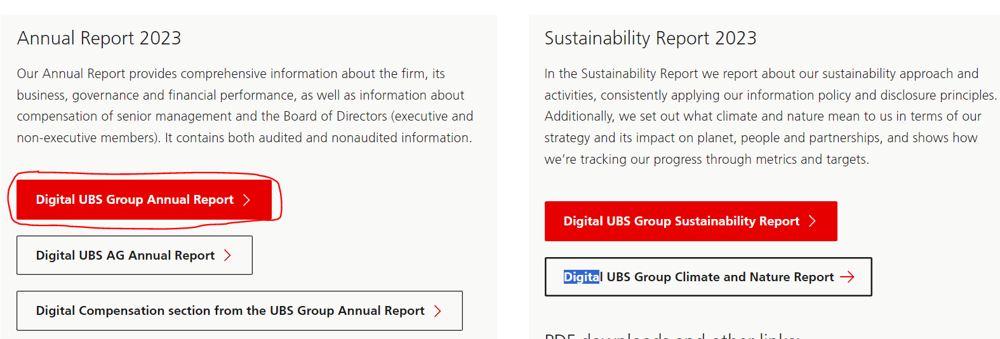 Annual Report 2023
Our Annual Report provides comprehensive information about the firm, its
business, governance and financial performance, as well as information about
compensation of senior management and the Board of Directors (executive and
non-executive members). It contains both audited and nonaudited information.
Digital UBS Group Annual Report
Digital UBS AG Annual Report
Digital Compensation section from the UBS Group Annual Report
Sustainability Report 2023
In the Sustainability Report we report about our sustainability approach and
activities, consistently applying our information policy and disclosure principles.
Additionally, we set out what climate and nature mean to us in terms of our
strategy and its impact on planet, people and partnerships, and shows how
we’re tracking our progress through metrics and targets.
Digital UBS Group Sustainability Report
Digital UBS Group Climate and Nature Report
PDF downloads and other links: